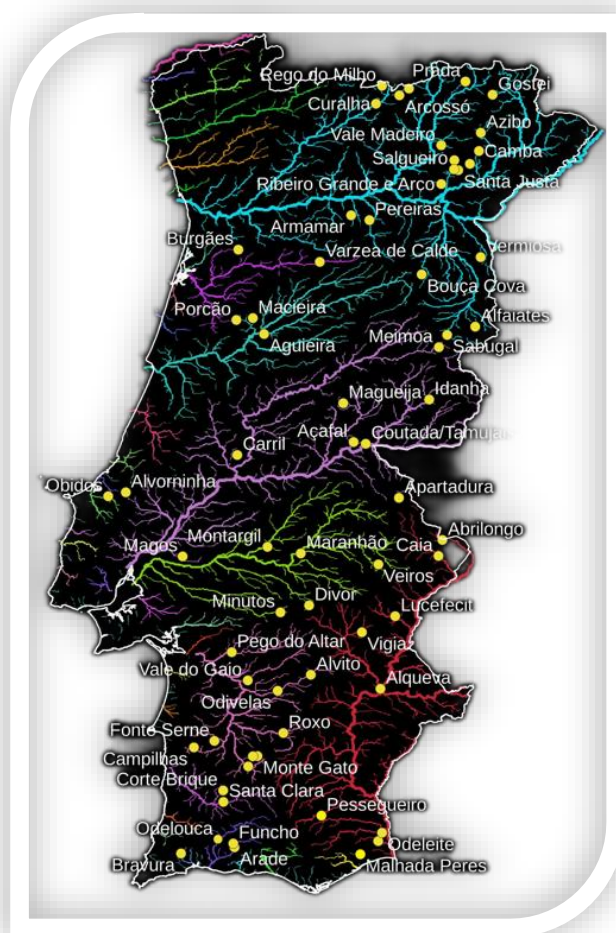 Rego do Milho
Prada
Gostei
Curalha
Arcossó
Azibo
Vale Madeiro
Salgueiro
Camba
Ribeiro Grande e Arco
Santa Justa
Armamar
Pereiras
Burgães
Varzea de Calde
Vermiosa
Bouça Cova
Porcão
Macieira
Alfaiates
Aguieira
Meimoa
Sabugal
Magueija
Idanha
Açafal
Coutada/Tamujais
Carril
Óbidos
Alvorninha
Apartadura
Montargil
Abrilongo
Magos
Maranhão
Caia
Veiros
Minutos
Divor
Lucefecit
Pego do Altar
Vigia
Vale do Gaio
Alvito
Alqueva
Odivelas
Fonte Serne
Roxo
Campilhas
Monte Gato
Corte Brique
Santa Clara
Pessegueiro
Odelouca
Funcho
Odeleite
Bravura
Arade
Malhada Peres